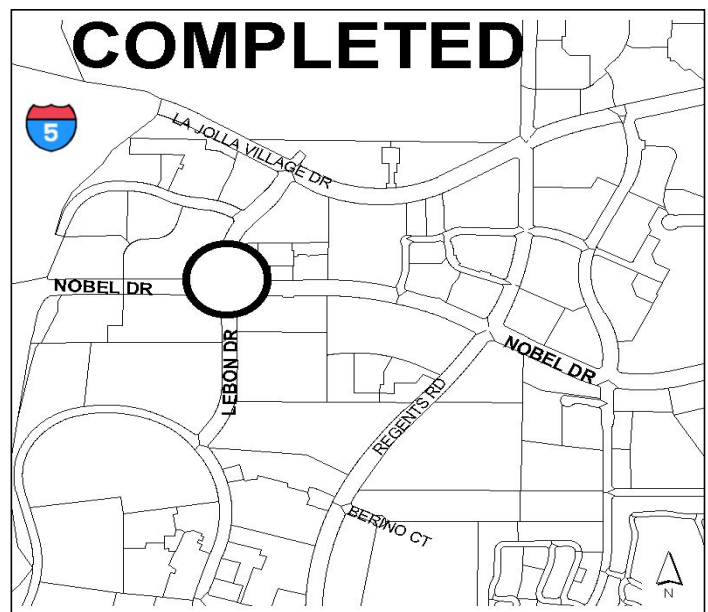 COMPLETED
5
LA JOLLA VILLAGE DR
NOBEL DR
LEBON DR
NOBEL DR
REGENTS RD
BERINO CT
N